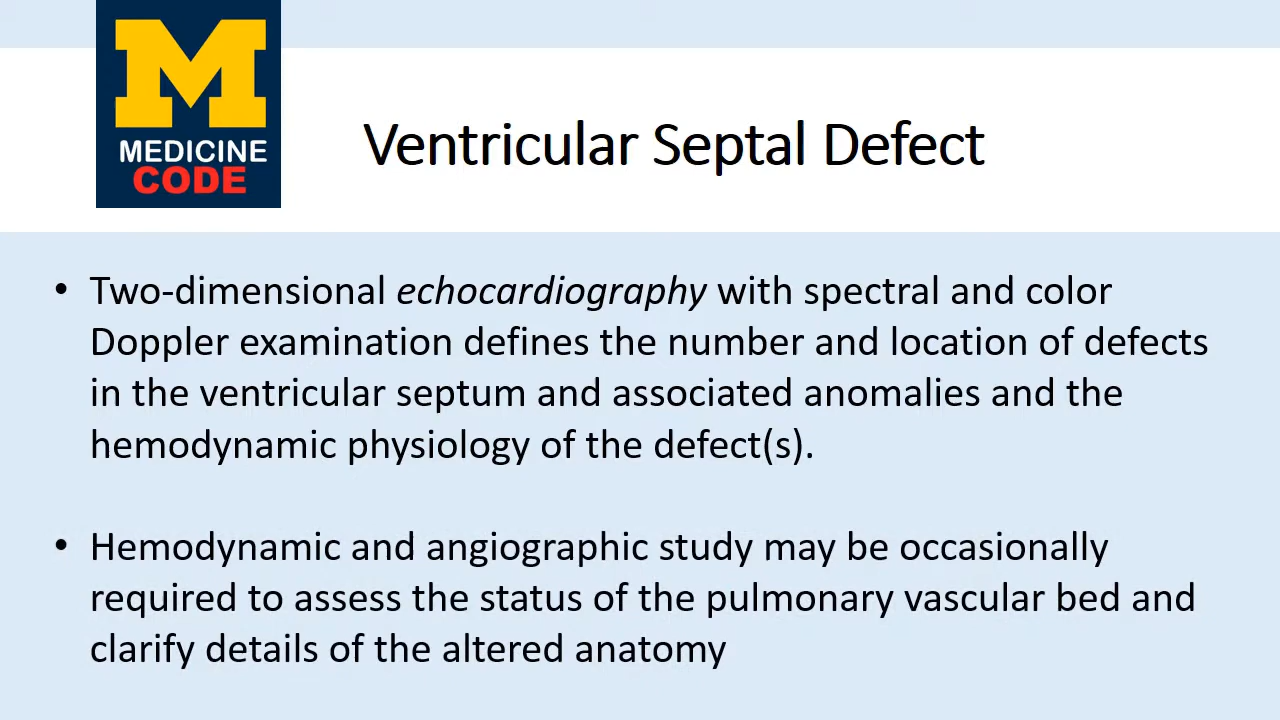 M
MEDICINE
CODE
Ventricular Septal Defect
• Two-dimensional echocardiography with spectral and color
Doppler examination defines the number and location of defects
in the ventricular septum and associated anomalies and the
hemodynamic physiology of the defect(s).
• Hemodynamic and angiographic study may be occasionally
required to assess the status of the pulmonary vascular bed and
clarify details of the altered anatomy